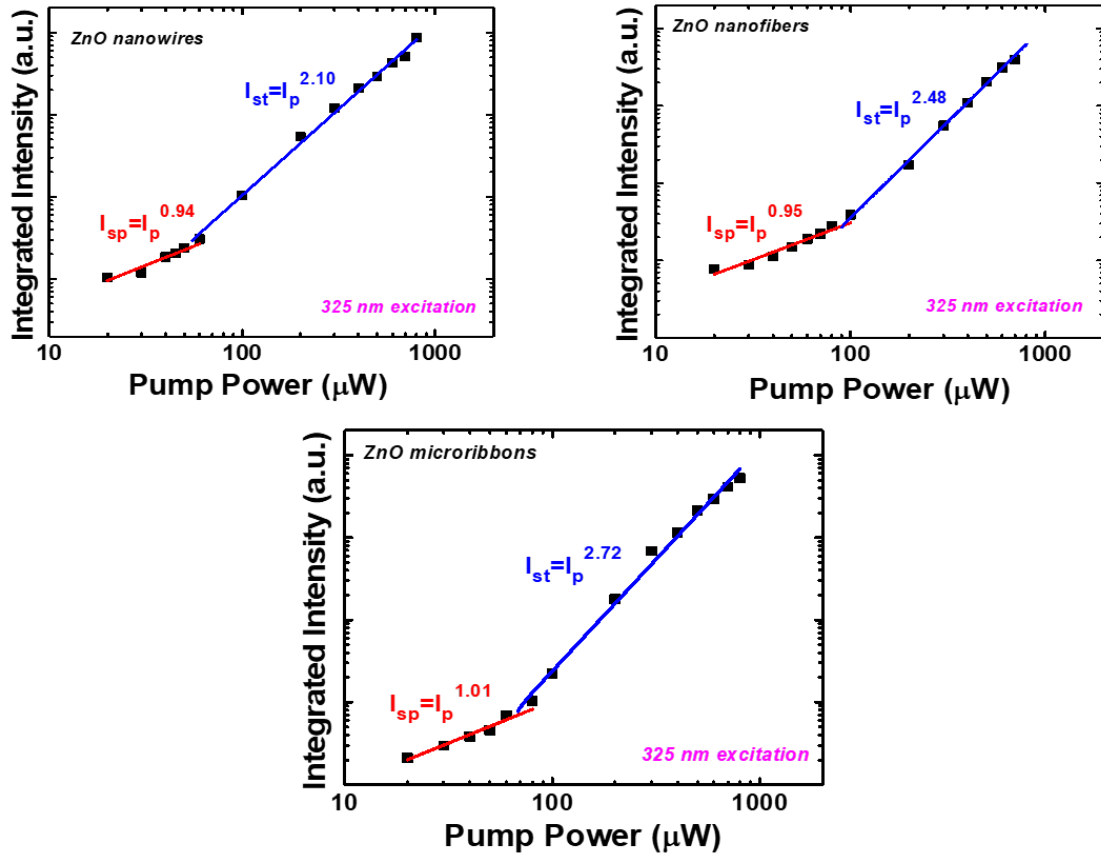 Integrated Intensity (a.u.)
ZnO nanowires
I_st=I_p^2.10
I_sp=I_p^0.94
325 nm excitation
10 100 1000
Pump Power (μW)
Integrated Intensity (a.u.)
ZnO nanofibers
I_st=I_p^2.48
I_sp=I_p^0.95
325 nm excitation
10 100 1000
Pump Power (μW)
Integrated Intensity (a.u.)
ZnO microribbons
I_st=I_p^2.72
I_sp=I_p^1.01
325 nm excitation
10 100 1000
Pump Power (μW)